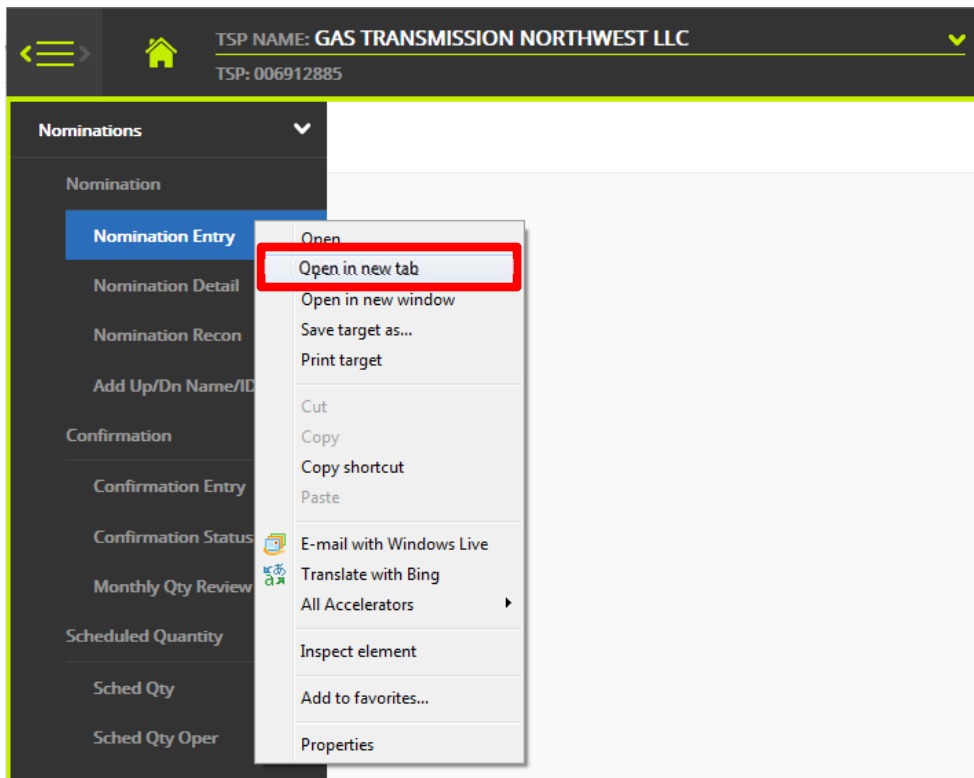 TSP NAME: GAS TRANSMISSION NORTHWEST LLC
TSP: 006912885
Nominations
Nomination
Nomination Entry
Nomination Detail
Nomination Recon
Add Up/Dn Name/ID
Confirmation
Confirmation Entry
Confirmation Status
Monthly Qty Review
Scheduled Quantity
Sched Qty
Sched Qty Oper
Open
Open in new tab
Open in new window
Save target as...
Print target
Cut
Copy
Copy shortcut
Paste
E-mail with Windows Live
Translate with Bing
All Accelerators
Inspect element
Add to favorites...
Properties